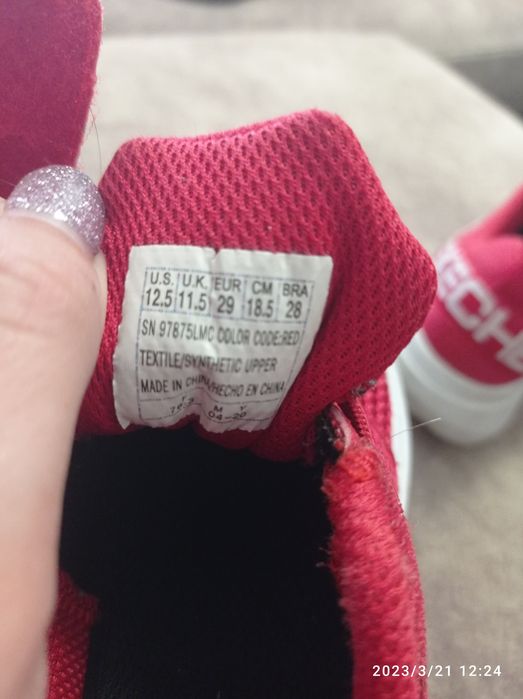 U.S. U.K. EUR CM BRA
12.5 11.5 29 18.5 28
SN 97875LMC COLOR CODE:RED
TEXTILE/SYNTHETIC UPPER
MADE IN CHINA/HECHO EN CHINA
M Y
04-20
ECHE
2023/3/21 12:24